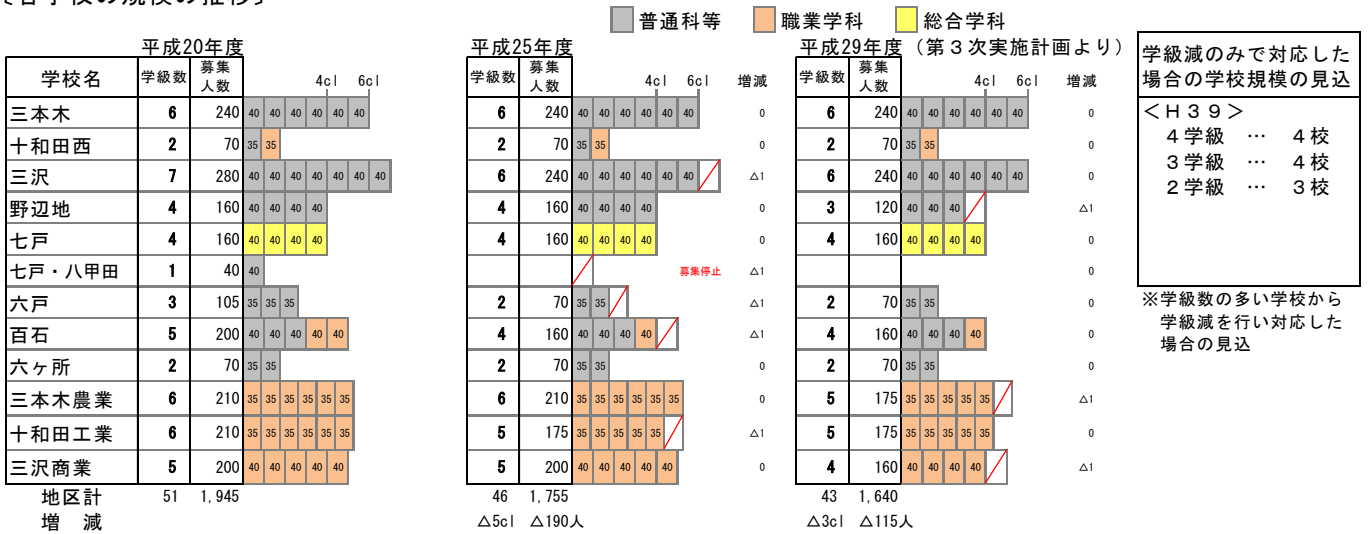 普通科等 職業学科 総合学科
平成20年度 平成25年度 平成29年度（第３次実施計画より）
学校名 学級数 募集人数 4cl 6cl 学級数 募集人数 4cl 6cl 増減 学級数 募集人数 4cl 6cl 増減
三本木 6 240 40 40 40 40 40 40 6 240 40 40 40 40 40 40 0 6 240 40 40 40 40 40 40 0
十和田西 2 70 35 35 2 70 35 35 0 2 70 35 35 0
三沢 7 280 40 40 40 40 40 40 40 6 240 40 40 40 40 40 40 △1 6 240 40 40 40 40 40 40 0
野辺地 4 160 40 40 40 40 4 160 40 40 40 40 0 3 120 40 40 40 △1
七戸 4 160 40 40 40 40 4 160 40 40 40 40 0 4 160 40 40 40 40 0
七戸・八甲田 1 40 40 募集停止 △1 0
六戸 3 105 35 35 35 2 70 35 35 △1 2 70 35 35 0
百石 5 200 40 40 40 40 40 4 160 40 40 40 40 △1 4 160 40 40 40 40 0
六ヶ所 2 70 35 35 2 70 35 35 0 2 70 35 35 0
三本木農業 6 210 35 35 35 35 35 35 6 210 35 35 35 35 35 35 0 5 175 35 35 35 35 35 △1
十和田工業 6 210 35 35 35 35 35 35 5 175 35 35 35 35 35 △1 5 175 35 35 35 35 35 0
三沢商業 5 200 40 40 40 40 40 5 200 40 40 40 40 40 0 4 160 40 40 40 40 △1
地区計 51 1,945 46 1,755 43 1,640
増　減 △5cl △190人 △3cl △115人
学級減のみで対応した
場合の学校規模の見込
＜Ｈ３９＞
４学級 … ４校
３学級 … ４校
２学級 … ３校
※学級数の多い学校から
学級減を行い対応した
場合の見込